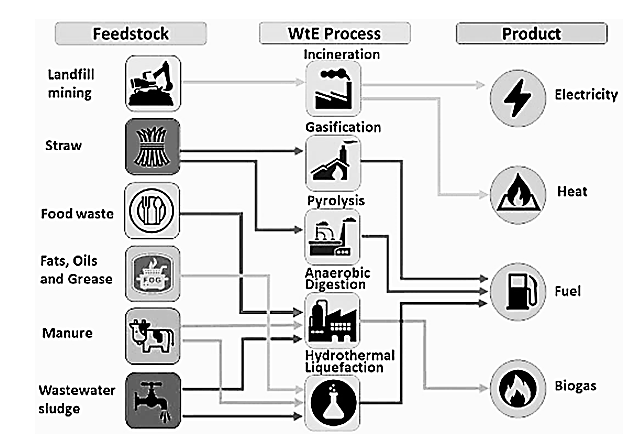 Feedstock
WtE Process
Product
Incineration
Landfill
mining
Electricity
Gasification
Straw
Pyrolysis
Heat
Food waste
Anaerobic
Digestion
Fats, Oils
and Grease
FOG
Fuel
Manure
Hydrothermal
Liquefaction
Biogas
Wastewater
sludge